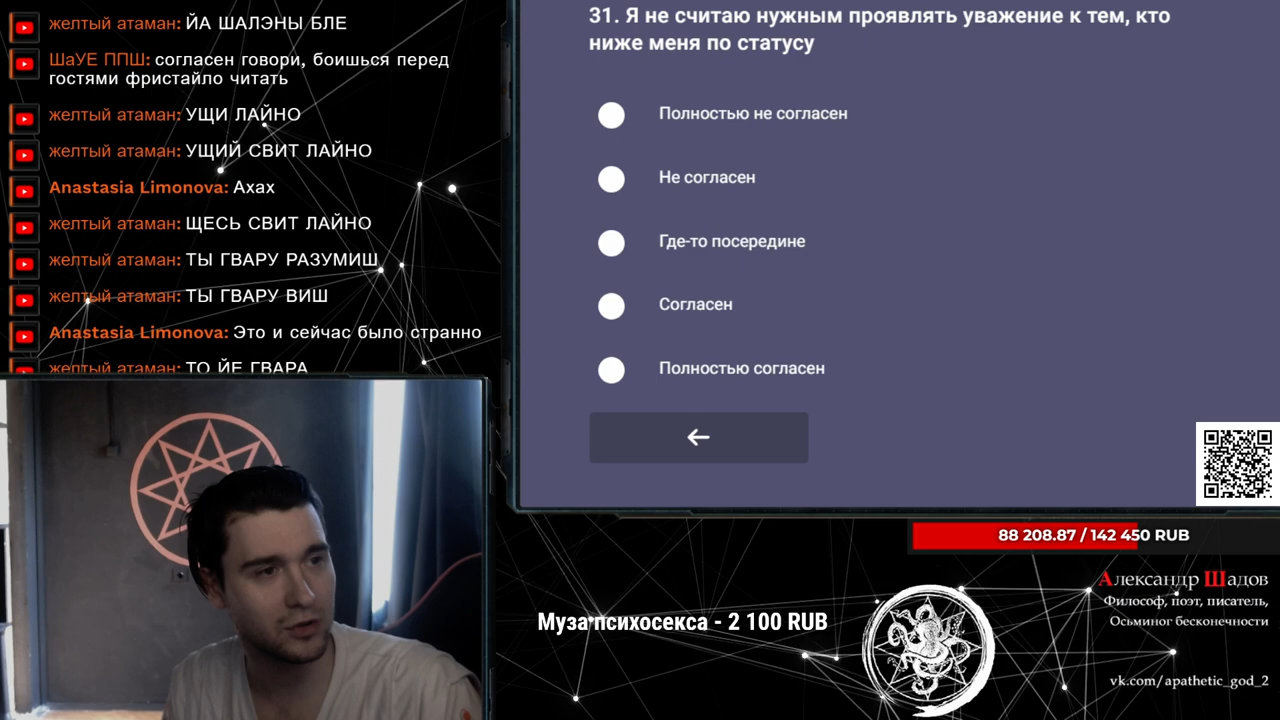 желтый атаман: ЙА ШАЛЭНЫ БЛЕ
ШаУЕ ППШ: согласен говори, боишься перед
гостями фристайло читать
желтый атаман: УЩИ ЛАЙНО
желтый атаман: УЩИЙ СВИТ ЛАЙНО
Anastasia Limonova: Ахах
желтый атаман: ЩЕСЬ СВИТ ЛАЙНО
желтый атаман: ТЫ ГВАРУ РАЗУМИШ
желтый атаман: ТЫ ГВАРУ ВИШ
Anastasia Limonova: Это и сейчас было странно
желтый атаман: ТО ЙЕ ГВАРА
31. Я не считаю нужным проявлять уважение к тем, кто
ниже меня по статусу
Полностью не согласен
Не согласен
Где-то посередине
Согласен
Полностью согласен
88 208.87 / 142 450 RUB
Муза психосекса - 2 100 RUB
Александр Шадов
Философ, поэт, писатель,
Осьминог бесконечности
vk.com/apathetic_god_2